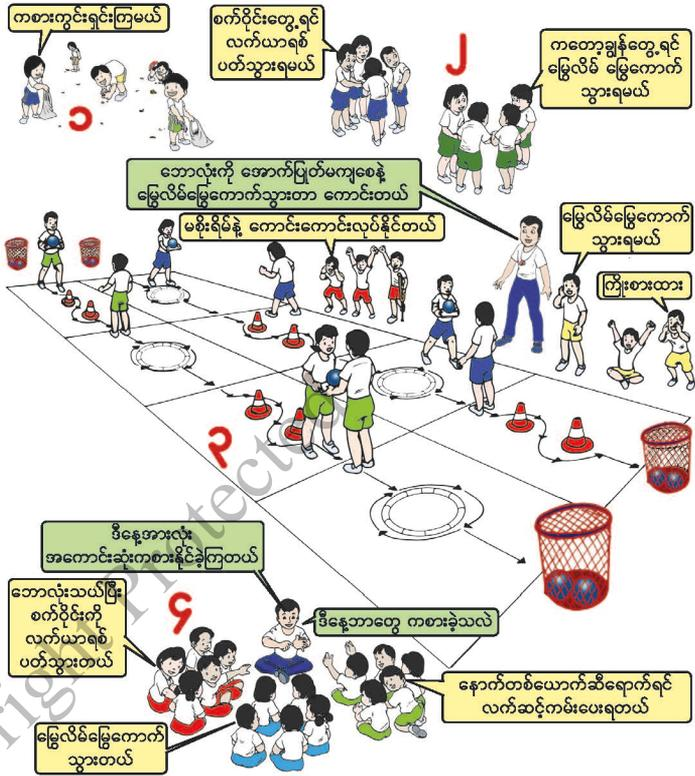 ကစားကွင်းရှင်းကြမယ်
၁
စက်ဝိုင်းတွေ့ရင်
လက်ယာရစ်
ပတ်သွားရမယ်
၂
ကတော့ချွန်တွေ့ရင်
မြွေလိမ် မြွေကောက်
သွားရမယ်
ဘောလုံးကို အောက်ပြုတ်မကျစေနဲ့
မြွေလိမ်မြွေကောက်သွားတာ ကောင်းတယ်
မစိုးရိမ်နဲ့ ကောင်းကောင်းလုပ်နိုင်တယ်
မြွေလိမ်မြွေကောက်
သွားရမယ်
ကြိုးစားထား
၃
ဒီနေ့အားလုံး
အကောင်းဆုံးကစားနိုင်ခဲ့ကြတယ်
၄
ဘောလုံးသယ်ပြီး
စက်ဝိုင်းကို
လက်ယာရစ်
ပတ်သွားတယ်
ဒီနေ့ဘာတွေ ကစားခဲ့သလဲ
နောက်တစ်ယောက်ဆီရောက်ရင်
လက်ဆင့်ကမ်းပေးရတယ်
မြွေလိမ်မြွေကောက်
သွားတယ်
ight Protected